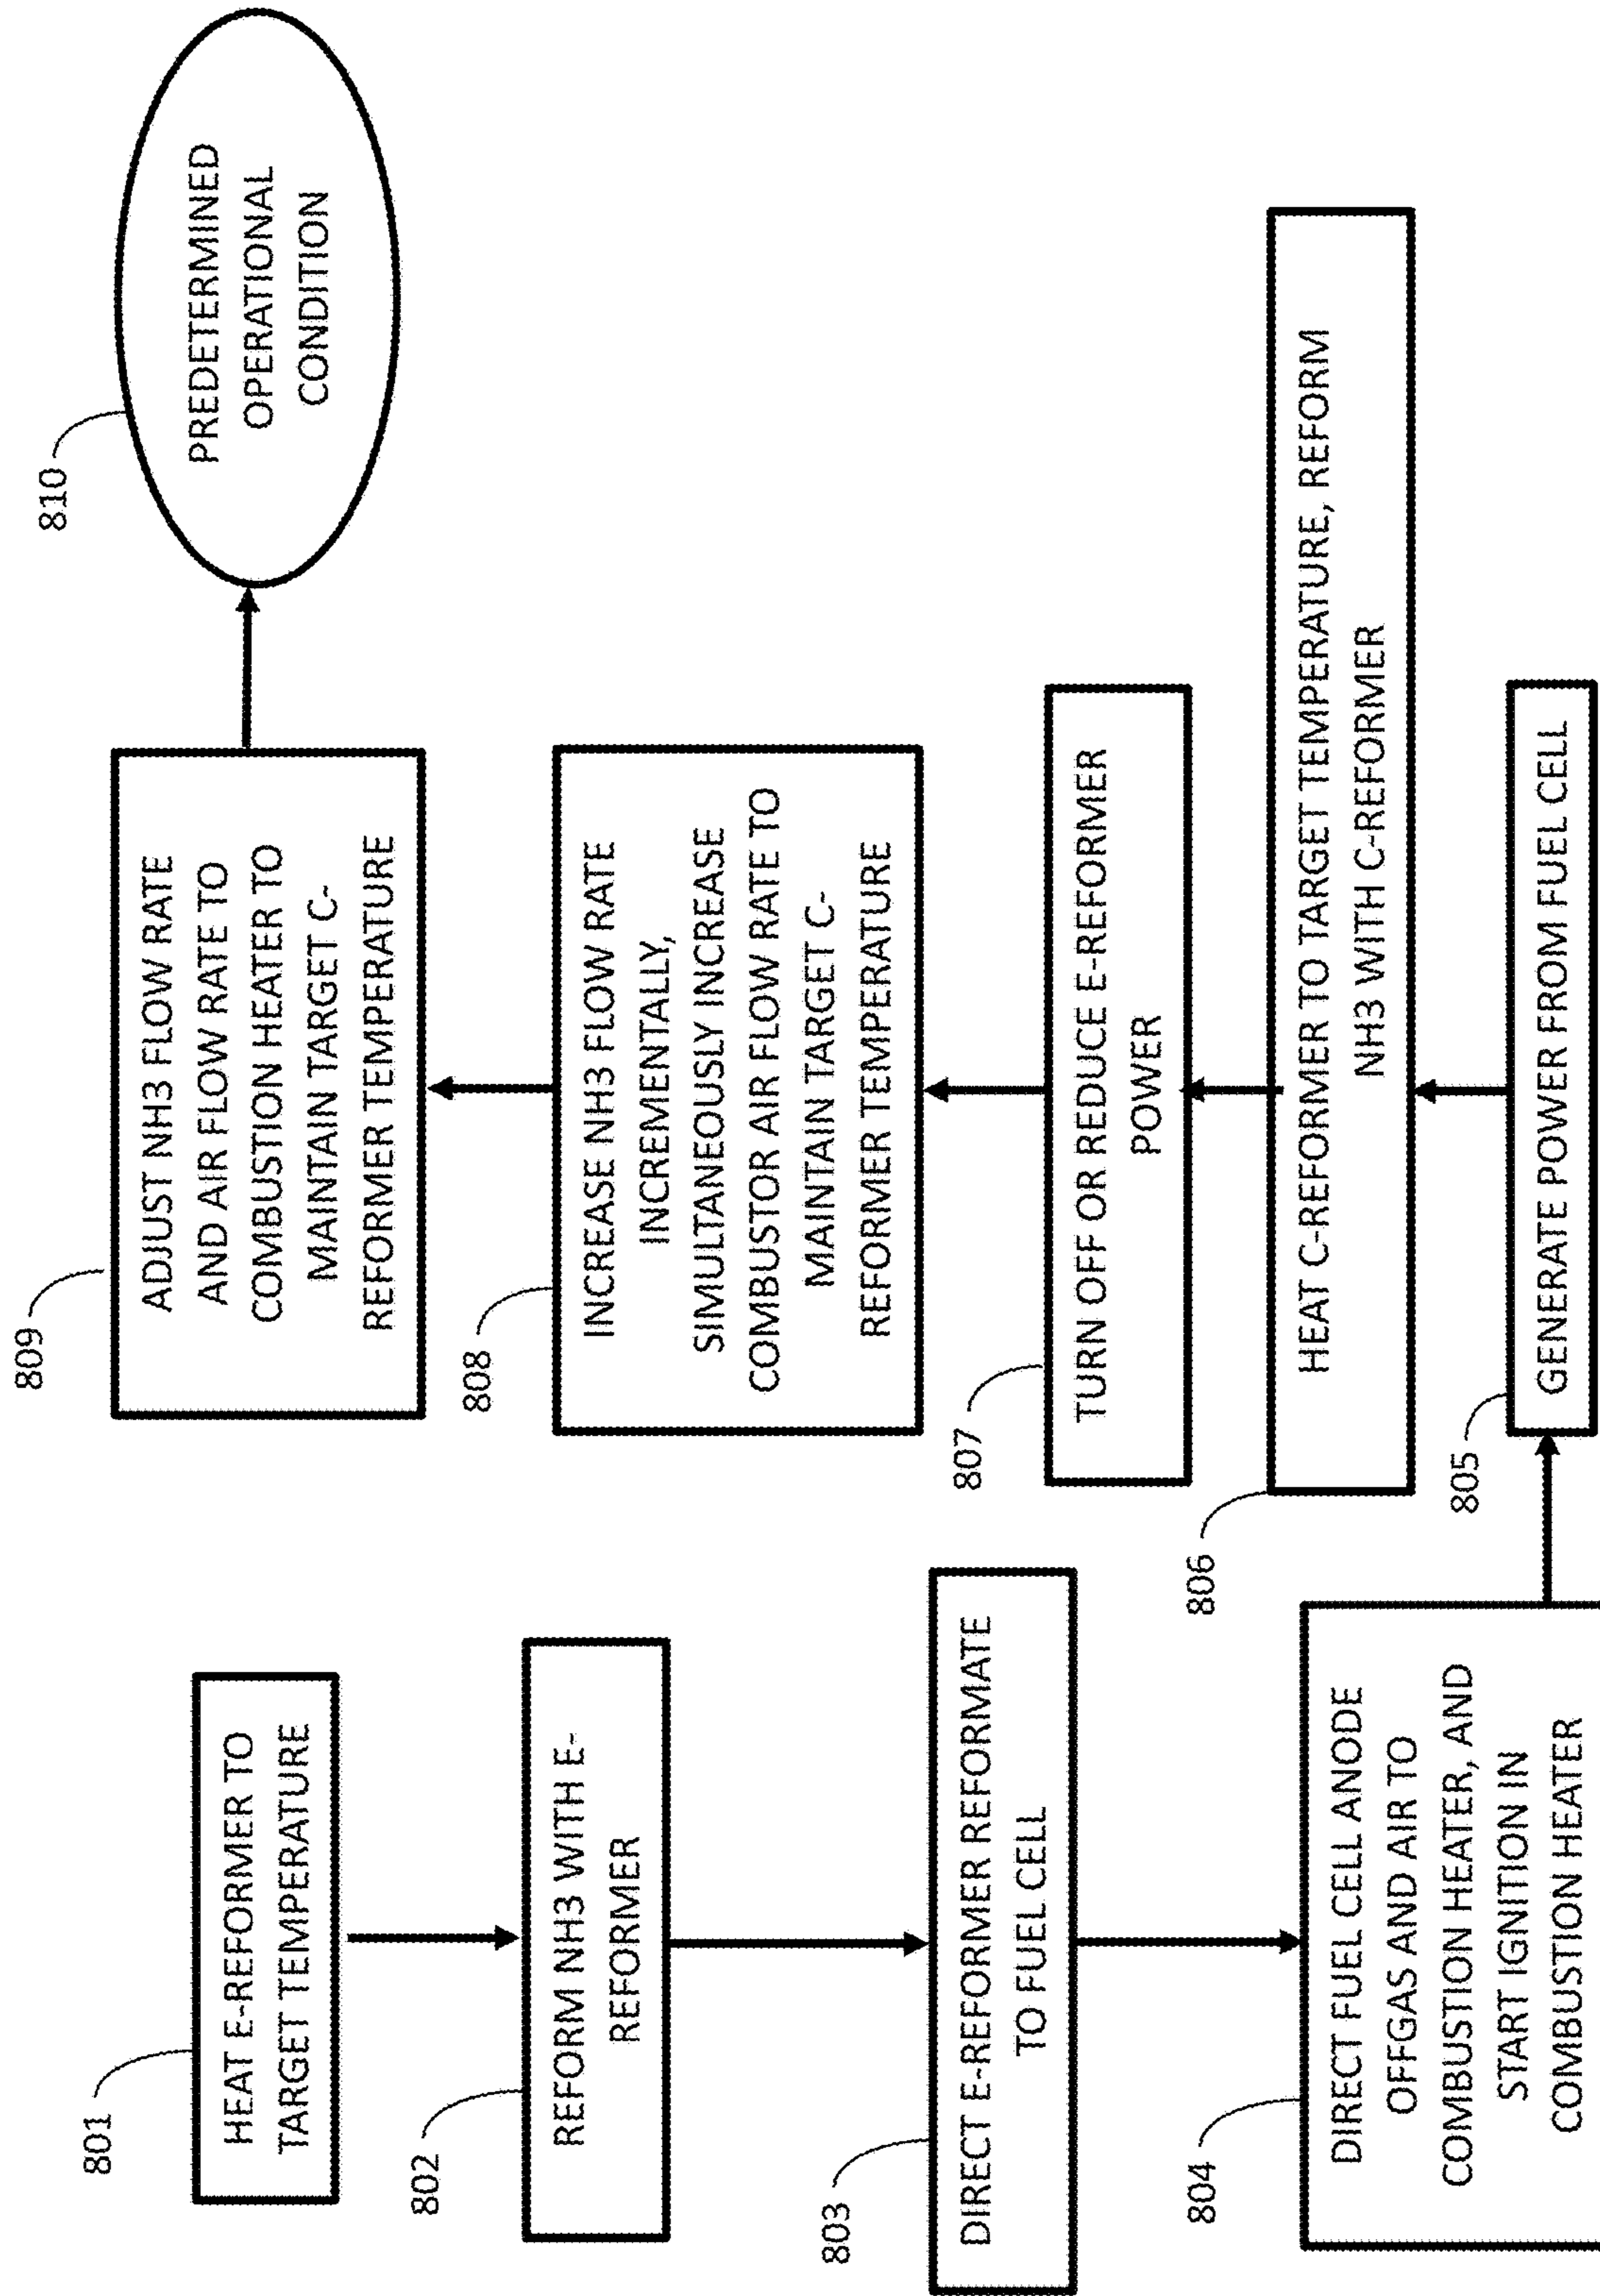 801
HEAT E-REFORMER TO
TARGET TEMPERATURE
802
REFORM NH3 WITH E-
REFORMER
803
DIRECT E-REFORMER REFORMATE
TO FUEL CELL
804
DIRECT FUEL CELL ANODE
OFFGAS AND AIR TO
COMBUSTION HEATER, AND
START IGNITION IN
COMBUSTION HEATER
805
GENERATE POWER FROM FUEL CELL
806
HEAT C-REFORMER TO TARGET TEMPERATURE, REFORM
NH3 WITH C-REFORMER
807
TURN OFF OR REDUCE E-REFORMER
POWER
808
INCREASE NH3 FLOW RATE
INCREMENTALLY,
SIMULTANEOUSLY INCREASE
COMBUSTOR AIR FLOW RATE TO
MAINTAIN TARGET C-
REFORMER TEMPERATURE
809
ADJUST NH3 FLOW RATE
AND AIR FLOW RATE TO
COMBUSTION HEATER TO
MAINTAIN TARGET C-
REFORMER TEMPERATURE
810
PREDETERMINED
OPERATIONAL
CONDITION